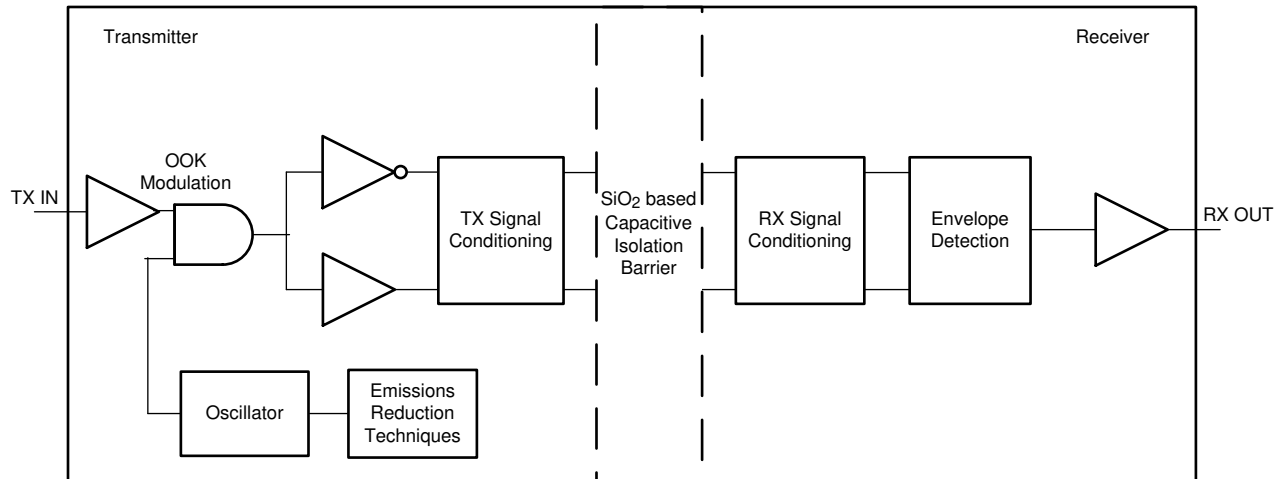 Transmitter
Receiver
OOK
Modulation
TX IN
TX Signal
Conditioning
SiO2 based
Capacitive
Isolation
Barrier
RX Signal
Conditioning
Envelope
Detection
RX OUT
Oscillator
Emissions
Reduction
Techniques